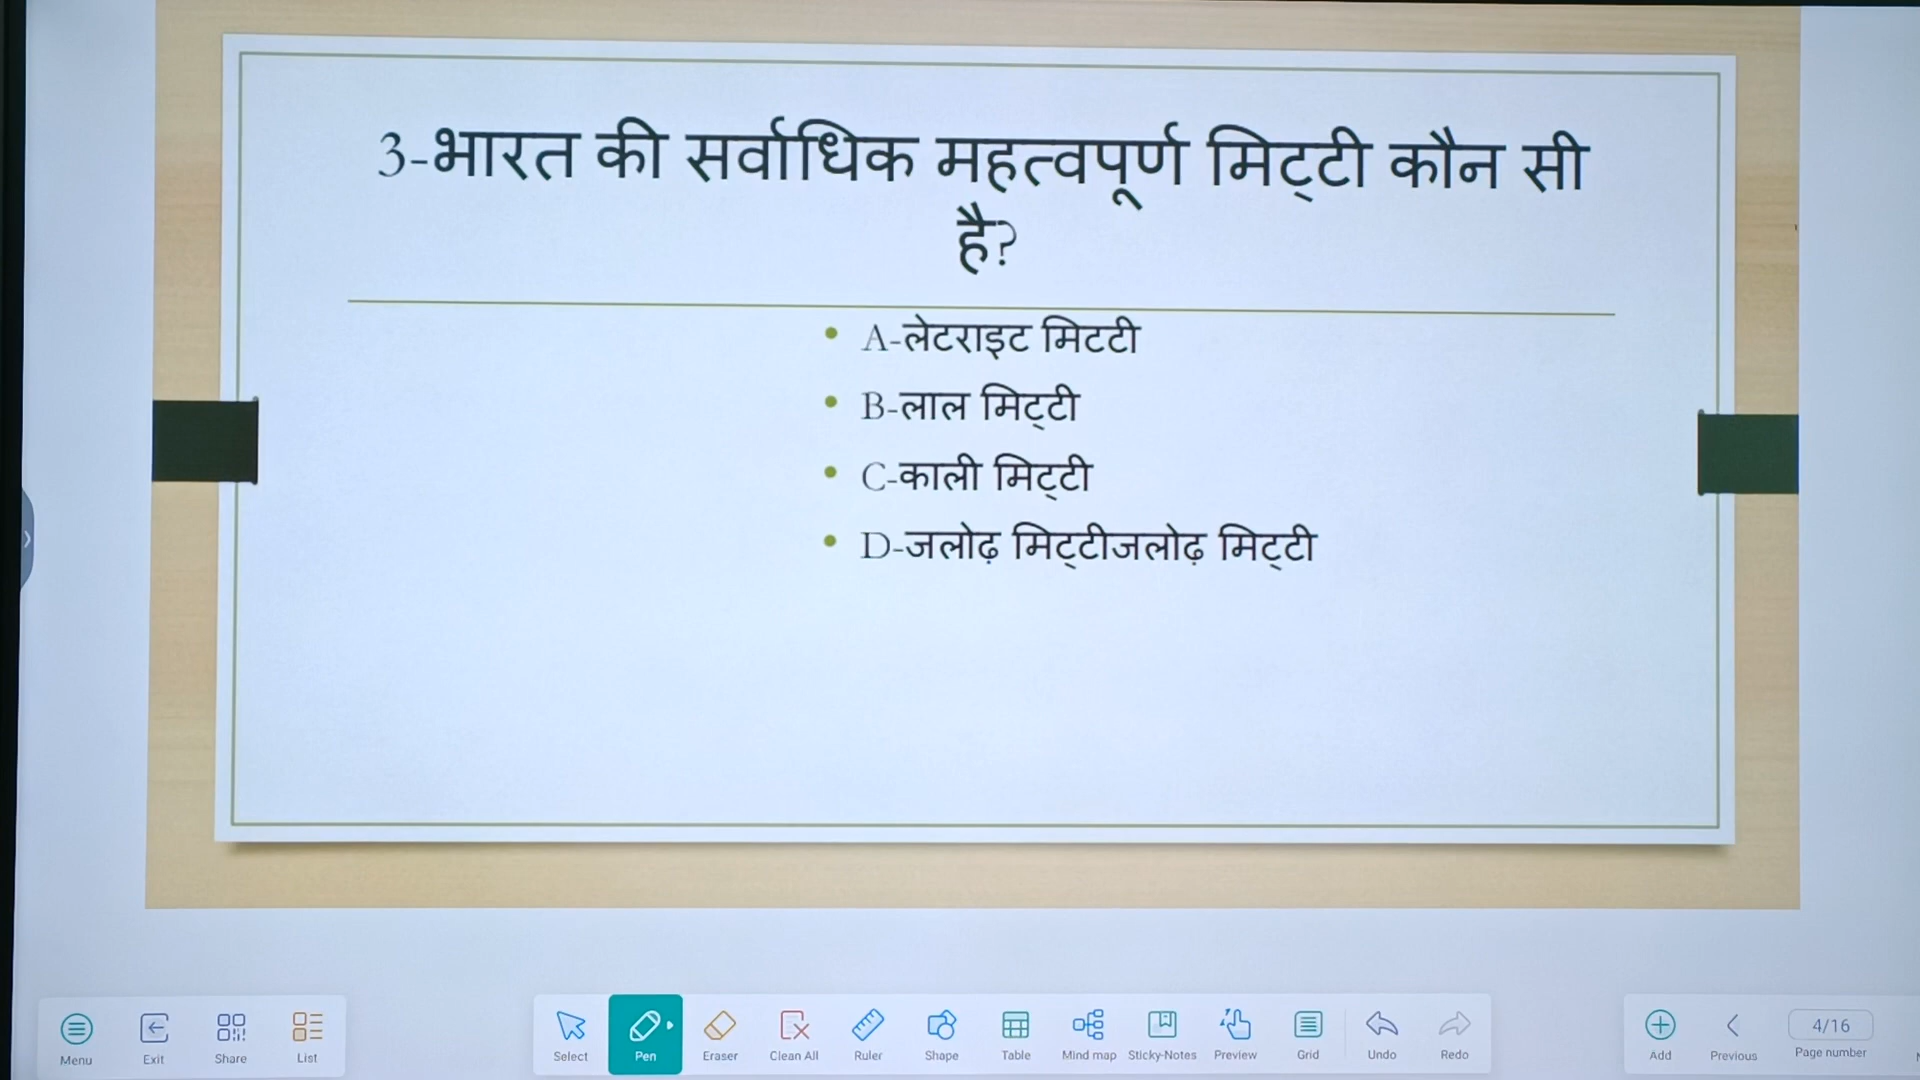 3-भारत की सर्वाधिक महत्वपूर्ण मिट्टी कौन सी
है?
A-लेटराइट मिटटी
B-लाल मिट्टी
C-काली मिट्टी
D-जलोढ़ मिट्टीजलोढ़ मिट्टी
Menu Exit Share List Select Pen Eraser Clean All Ruler Shape Table Mind map Sticky-Notes Preview Grid Undo Redo Add Previous 4/16 Page number